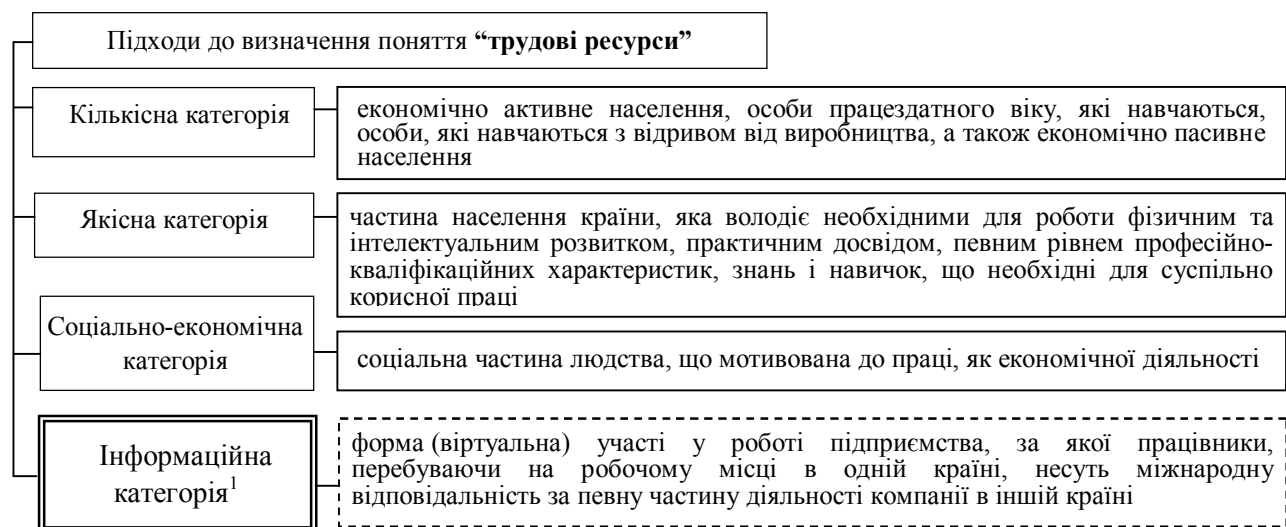 Підходи до визначення поняття “трудові ресурси”
Кількісна категорія
економічно активне населення, особи працездатного віку, які навчаються,
особи, які навчаються з відривом від виробництва, а також економічно пасивне
населення
Якісна категорія
частина населення країни, яка володіє необхідними для роботи фізичним та
інтелектуальним розвитком, практичним досвідом, певним рівнем професійно-
кваліфікаційних характеристик, знань і навичок, що необхідні для суспільно
корисної праці
Соціально-економічна
категорія
соціальна частина людства, що мотивована до праці, як економічної діяльності
Інформаційна
категорія¹
форма (віртуальна) участі у роботі підприємства, за якої працівники,
перебуваючи на робочому місці в одній країні, несуть міжнародну
відповідальність за певну частину діяльності компанії в іншій країні